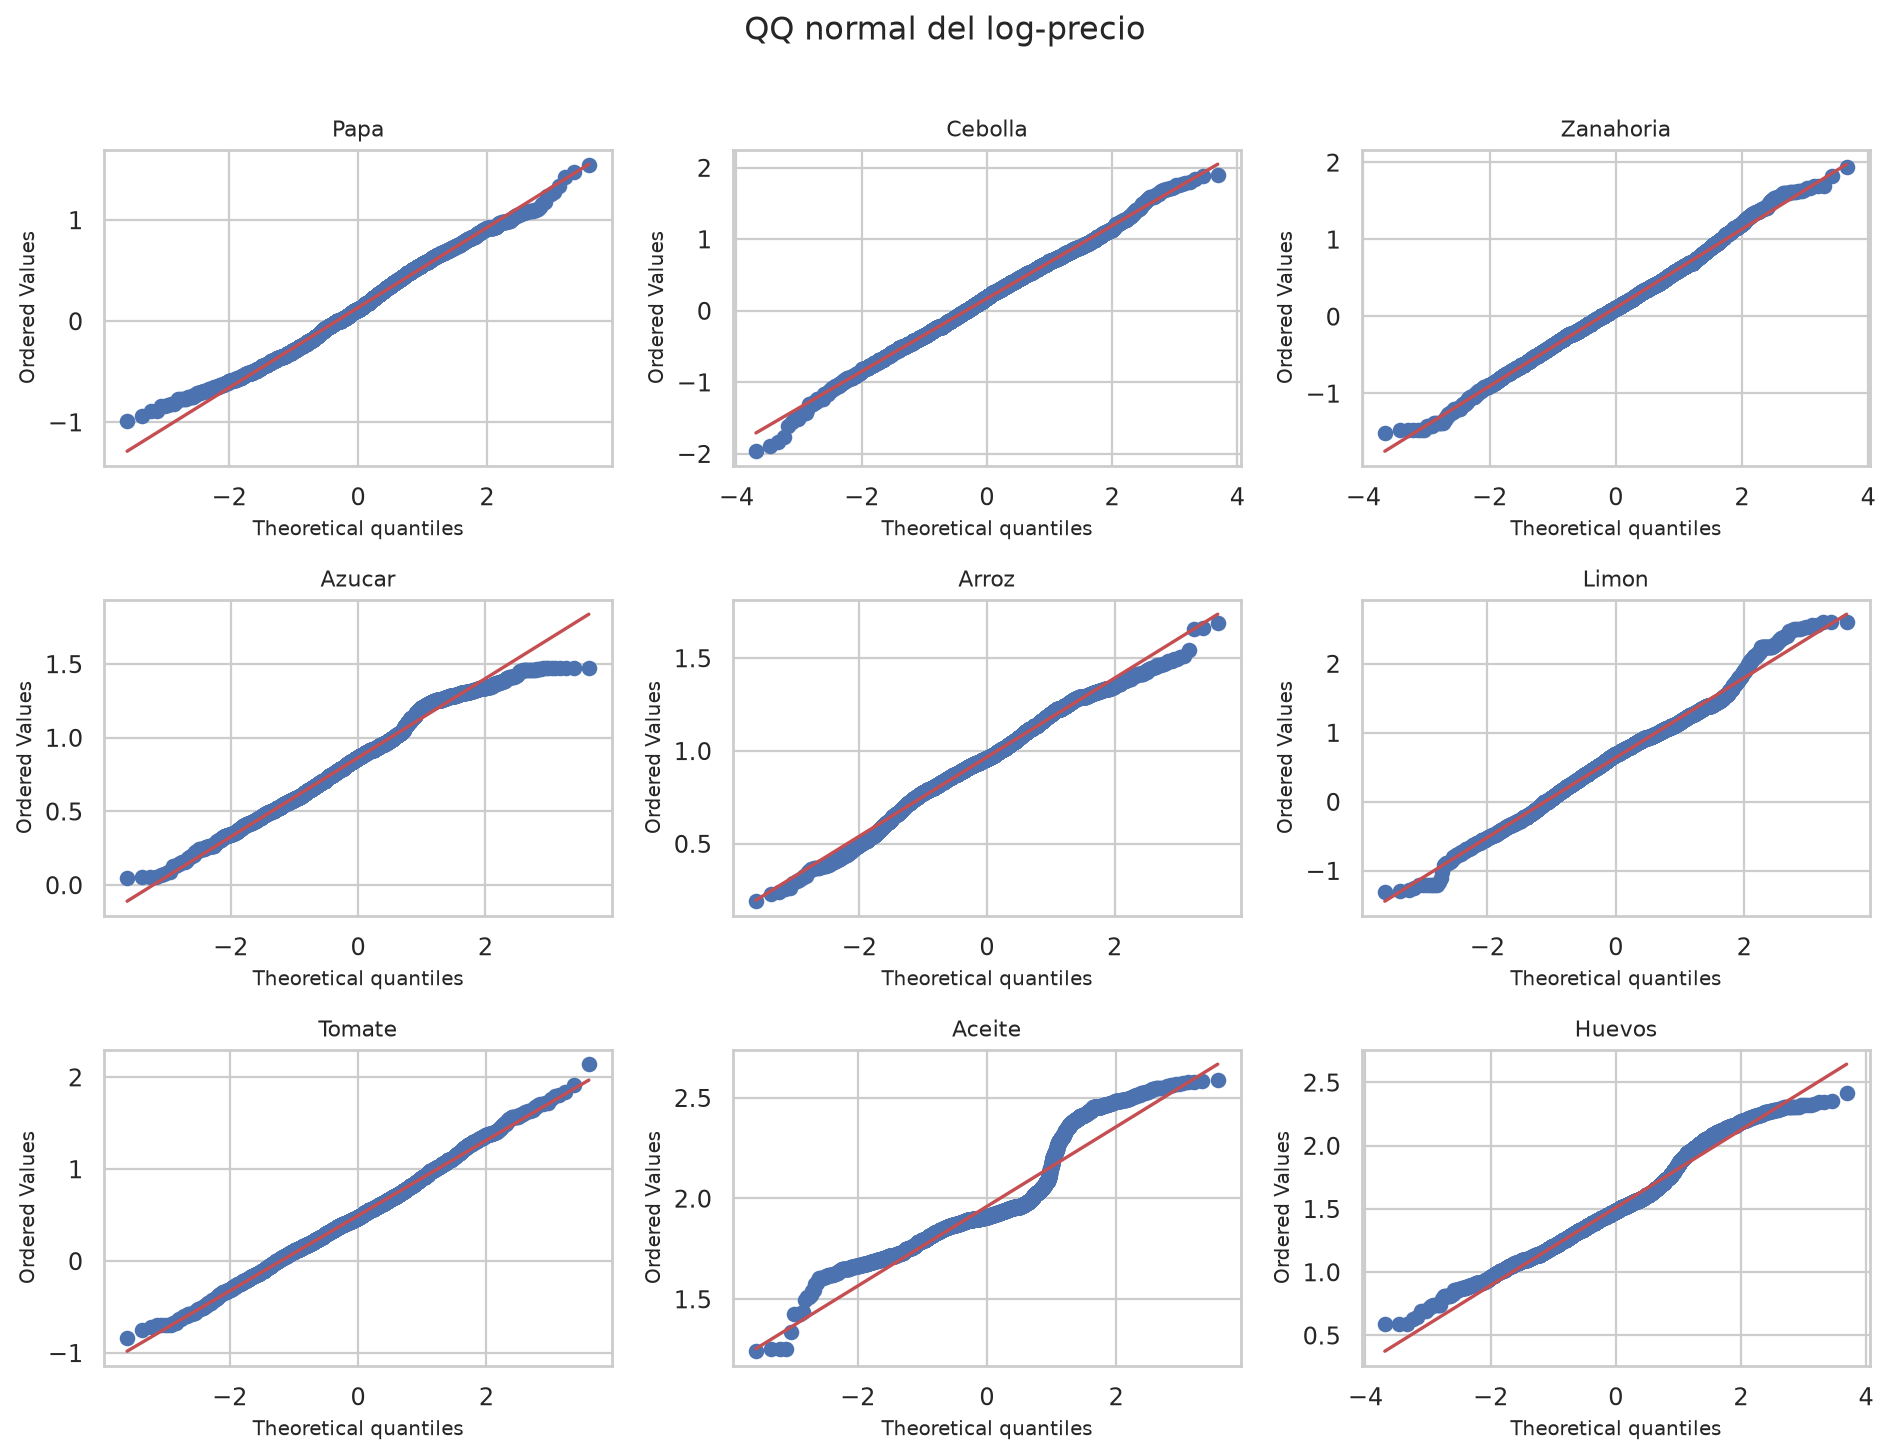 QQ normal del log-precio
Papa
Cebolla
Zanahoria
Ordered Values
1
0
−1
Ordered Values
2
1
0
−1
−2
Ordered Values
2
1
0
−1
−2 0 2
−4 −2 0 2 4
−4 −2 0 2 4
Theoretical quantiles
Theoretical quantiles
Theoretical quantiles
Azucar
Arroz
Limon
Ordered Values
1.5
1.0
0.5
0.0
Ordered Values
1.5
1.0
0.5
Ordered Values
2
1
0
−1
−2 0 2
−2 0 2
−2 0 2
Theoretical quantiles
Theoretical quantiles
Theoretical quantiles
Tomate
Aceite
Huevos
Ordered Values
2
1
0
−1
Ordered Values
2.5
2.0
1.5
Ordered Values
2.5
2.0
1.5
1.0
0.5
−2 0 2
−2 0 2
−4 −2 0 2 4
Theoretical quantiles
Theoretical quantiles
Theoretical quantiles